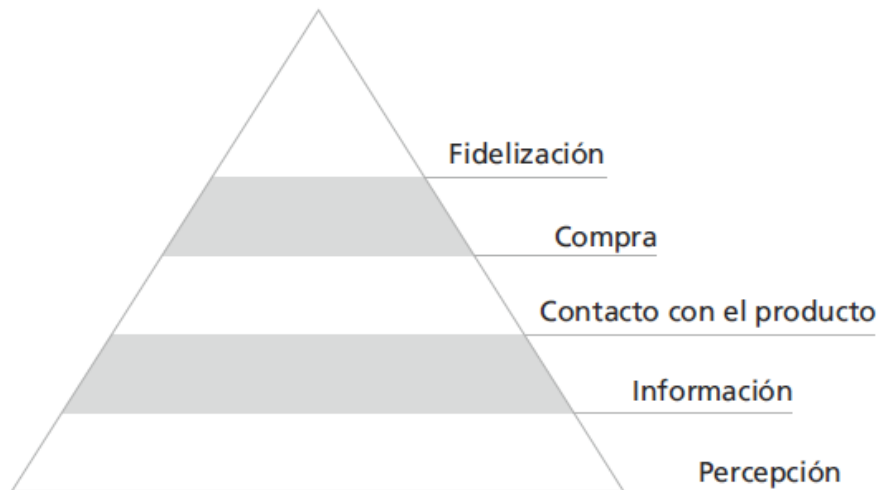 Fidelización
Compra
Contacto con el producto
Información
Percepción